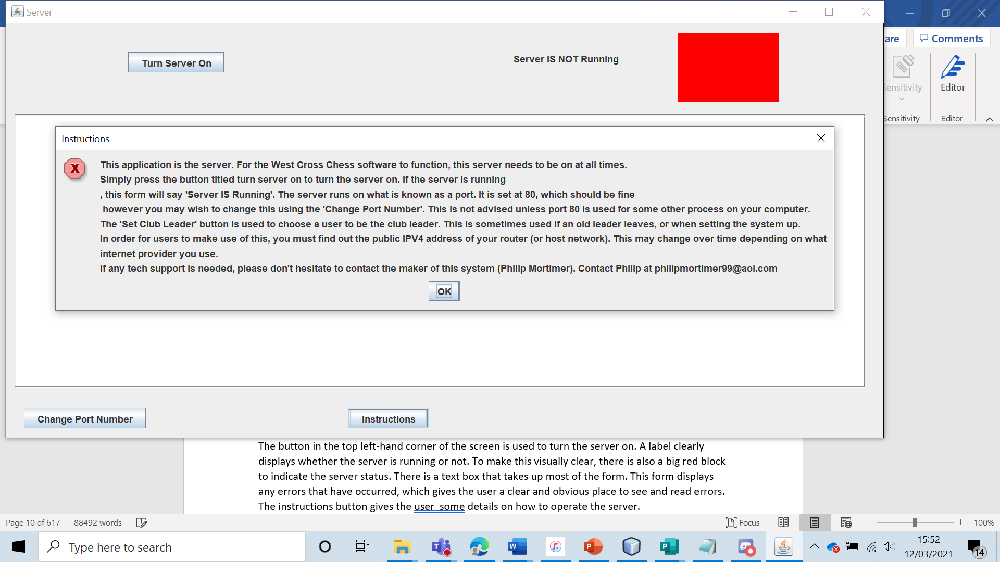 Server
Turn Server On
Server IS NOT Running
are
Comments
Sensitivity
Editor
Sensitivity
Editor
Instructions
This application is the server. For the West Cross Chess software to function, this server needs to be on at all times.
Simply press the button titled turn server on to turn the server on. If the server is running
, this form will say 'Server IS Running'. The server runs on what is known as a port. It is set at 80, which should be fine
however you may wish to change this using the 'Change Port Number'. This is not advised unless port 80 is used for some other process on your computer.
The 'Set Club Leader' button is used to choose a user to be the club leader. This is sometimes used if an old leader leaves, or when setting the system up.
In order for users to make use of this, you must find out the public IPV4 address of your router (or host network). This may change over time depending on what
internet provider you use.
If any tech support is needed, please don't hesitate to contact the maker of this system (Philip Mortimer). Contact Philip at philipmortimer99@aol.com
OK
Change Port Number
Instructions
The button in the top left-hand corner of the screen is used to turn the server on. A label clearly
displays whether the server is running or not. To make this visually clear, there is also a big red block
to indicate the server status. There is a text box that takes up most of the form. This form displays
any errors that have occurred, which gives the user a clear and obvious place to see and read errors.
The instructions button gives the user  some details on how to operate the server.
Page 10 of 617
88492 words
Focus
100%
Type here to search
15:52
12/03/2021
14